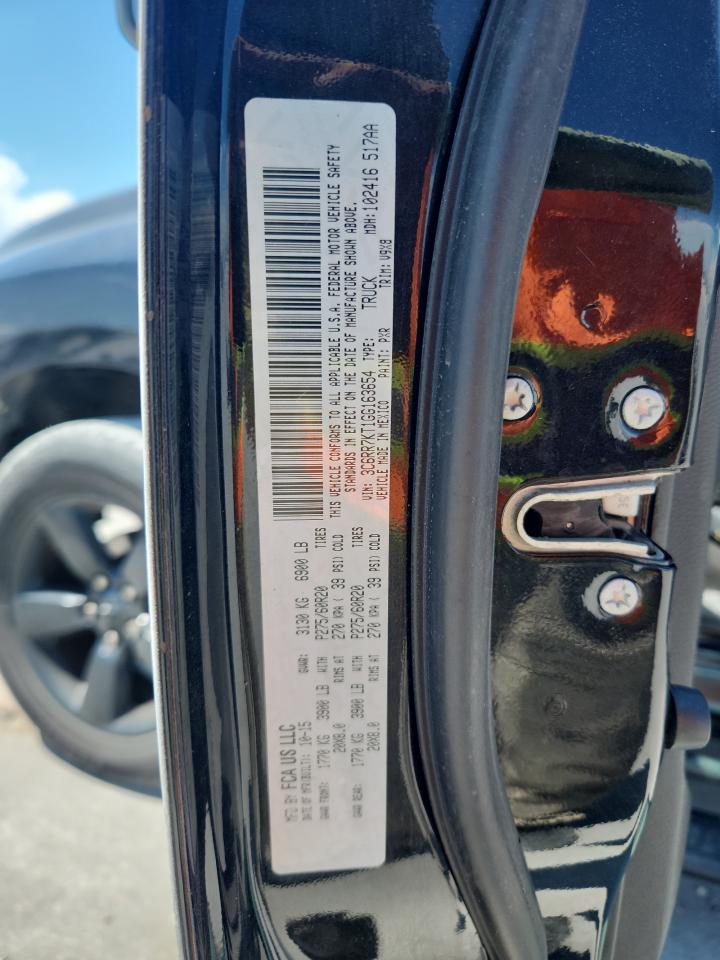 MFD BY FCA US LLC
DATE OF MFR(BUILT): 10-15 GVWR: 3130 KG 6900 LB
GAWR FRONT: 1770 KG 3900 LB WITH P275/60R20 TIRES
20X8.0 RIMS AT 270 KPA ( 39 PSI) COLD
GAWR REAR: 1770 KG 3900 LB WITH P275/60R20 TIRES
20X8.0 RIMS AT 270 KPA ( 39 PSI) COLD
THIS VEHICLE CONFORMS TO ALL APPLICABLE U.S.A. FEDERAL MOTOR VEHICLE SAFETY
STANDARDS IN EFFECT ON THE DATE OF MANUFACTURE SHOWN ABOVE.
VIN: 3C6RR7KT1GG163654 TYPE: TRUCK MDH:102416 517AA
VEHICLE MADE IN MEXICO PAINT: PXR TRIM: V9X8